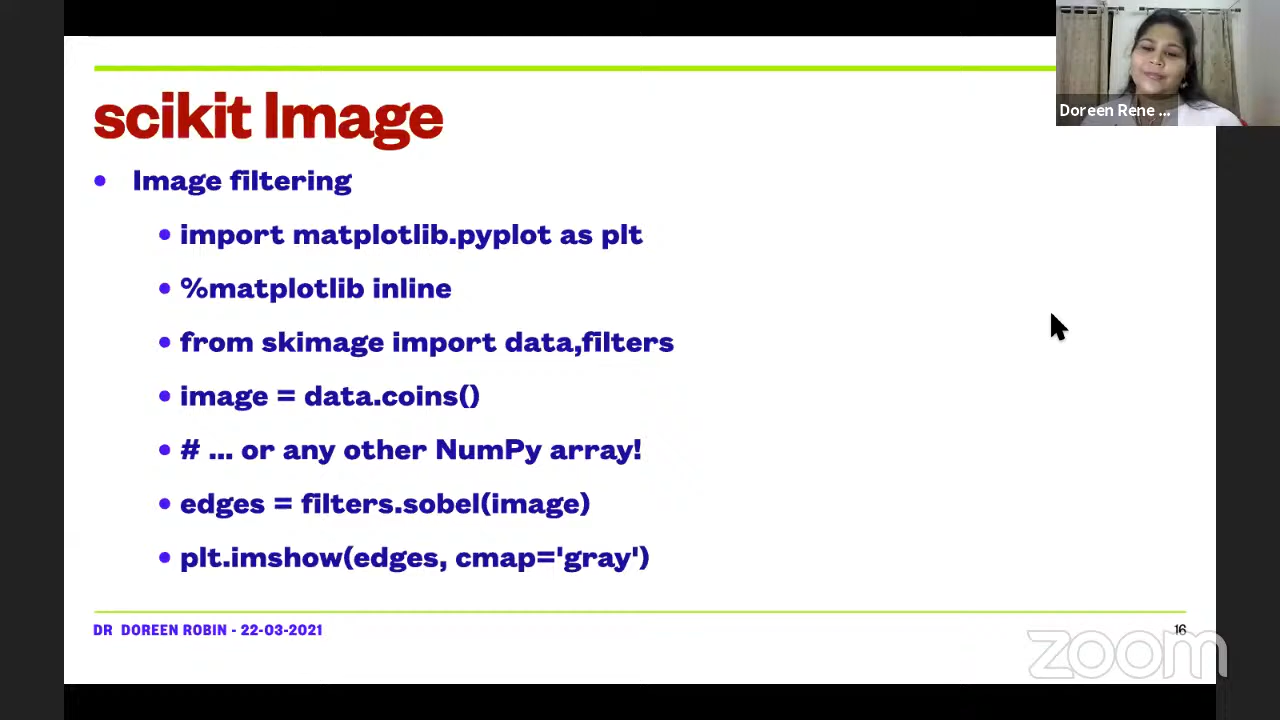 scikit Image
Doreen Rene ...
• Image filtering
• import matplotlib.pyplot as plt
• %matplotlib inline
• from skimage import data,filters
• image = data.coins()
• # ... or any other NumPy array!
• edges = filters.sobel(image)
• plt.imshow(edges, cmap='gray')
DR DOREEN ROBIN - 22-03-2021
16
zoom